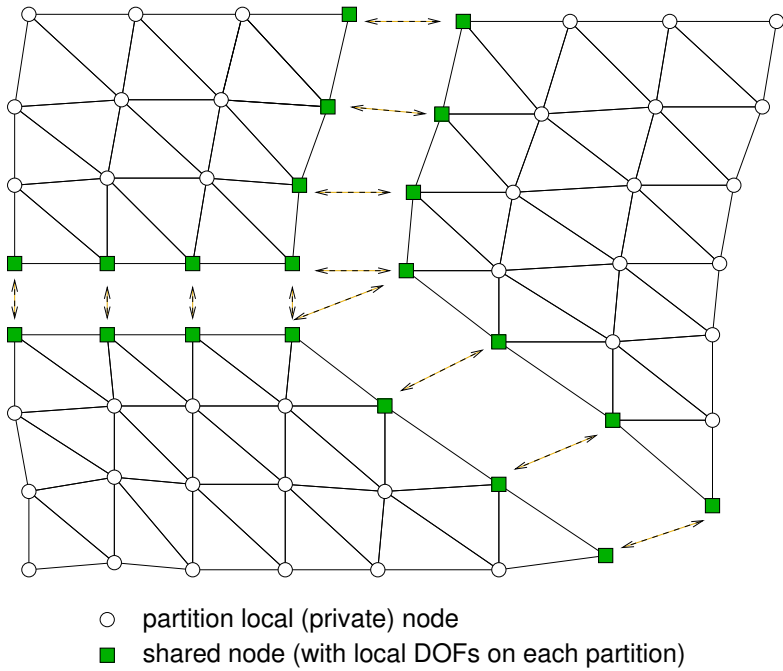 partition local (private) node
shared node (with local DOFs on each partition)